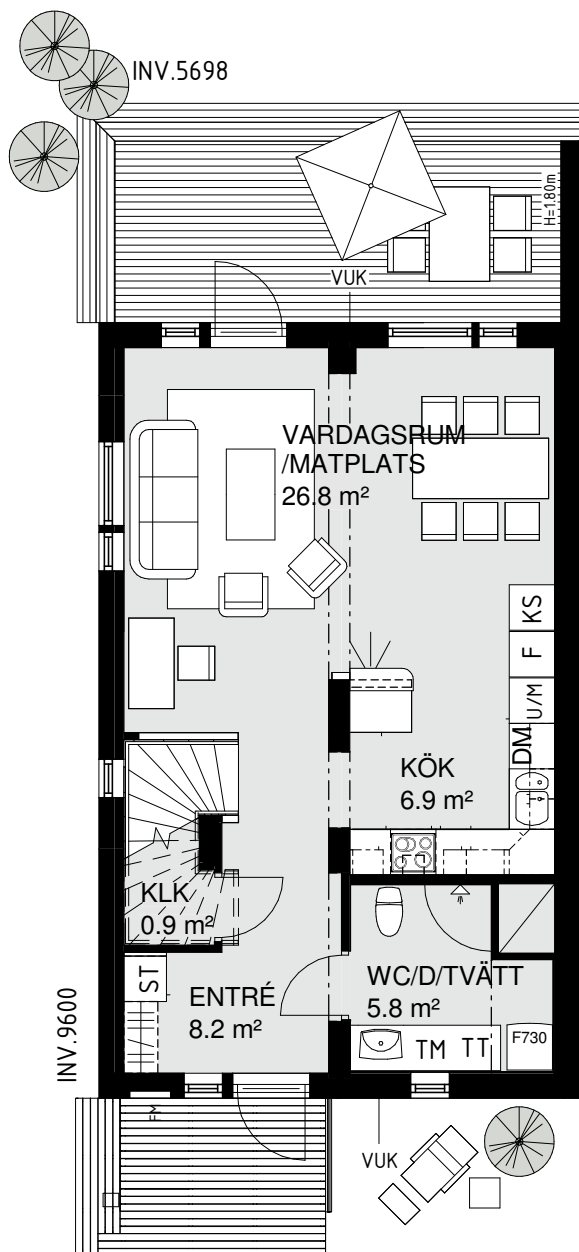 INV.5698
H=1.80m
VUK
VARDAGSRUM
/MATPLATS
26.8 m²
KS
F
U/M
DM
KÖK
6.9 m²
KLK
0.9 m²
ST
ENTRÉ
8.2 m²
WC/D/TVÄTT
5.8 m²
F730
TM
TT
INV.9600
FM
VUK